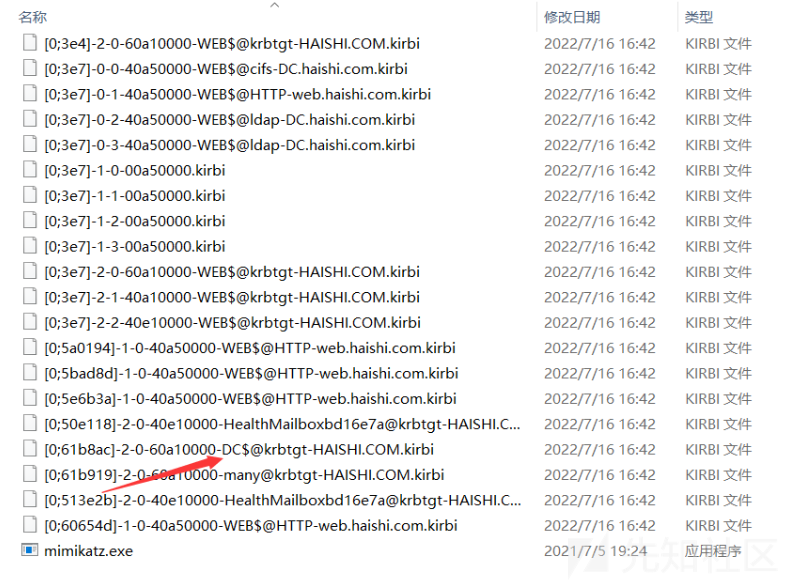 名称 修改日期 类型
[0;3e4]-2-0-60a10000-WEB$@krbtgt-HAISHI.COM.kirbi 2022/7/16 16:42 KIRBI 文件
[0;3e7]-0-0-40a50000-WEB$@cifs-DC.haishi.com.kirbi 2022/7/16 16:42 KIRBI 文件
[0;3e7]-0-1-40a50000-WEB$@HTTP-web.haishi.com.kirbi 2022/7/16 16:42 KIRBI 文件
[0;3e7]-0-2-40a50000-WEB$@ldap-DC.haishi.com.kirbi 2022/7/16 16:42 KIRBI 文件
[0;3e7]-0-3-40a50000-WEB$@ldap-DC.haishi.com.kirbi 2022/7/16 16:42 KIRBI 文件
[0;3e7]-1-0-00a50000.kirbi 2022/7/16 16:42 KIRBI 文件
[0;3e7]-1-1-00a50000.kirbi 2022/7/16 16:42 KIRBI 文件
[0;3e7]-1-2-00a50000.kirbi 2022/7/16 16:42 KIRBI 文件
[0;3e7]-1-3-00a50000.kirbi 2022/7/16 16:42 KIRBI 文件
[0;3e7]-2-0-60a10000-WEB$@krbtgt-HAISHI.COM.kirbi 2022/7/16 16:42 KIRBI 文件
[0;3e7]-2-1-40a10000-WEB$@krbtgt-HAISHI.COM.kirbi 2022/7/16 16:42 KIRBI 文件
[0;3e7]-2-2-40e10000-WEB$@krbtgt-HAISHI.COM.kirbi 2022/7/16 16:42 KIRBI 文件
[0;5a0194]-1-0-40a50000-WEB$@HTTP-web.haishi.com.kirbi 2022/7/16 16:42 KIRBI 文件
[0;5bad8d]-1-0-40a50000-WEB$@HTTP-web.haishi.com.kirbi 2022/7/16 16:42 KIRBI 文件
[0;5e6b3a]-1-0-40a50000-WEB$@HTTP-web.haishi.com.kirbi 2022/7/16 16:42 KIRBI 文件
[0;50e118]-2-0-40e10000-HealthMailboxbd16e7a@krbtgt-HAISHI.C... 2022/7/16 16:42 KIRBI 文件
[0;61b8ac]-2-0-60a10000-DC$@krbtgt-HAISHI.COM.kirbi 2022/7/16 16:42 KIRBI 文件
[0;61b919]-2-0-60a10000-many@krbtgt-HAISHI.COM.kirbi 2022/7/16 16:42 KIRBI 文件
[0;513e2b]-2-0-40e10000-HealthMailboxbd16e7a@krbtgt-HAISHI.C... 2022/7/16 16:42 KIRBI 文件
[0;60654d]-1-0-40a50000-WEB$@HTTP-web.haishi.com.kirbi 2022/7/16 16:42 KIRBI 文件
mimikatz.exe 2021/7/5 19:24 应用程序
先知社区